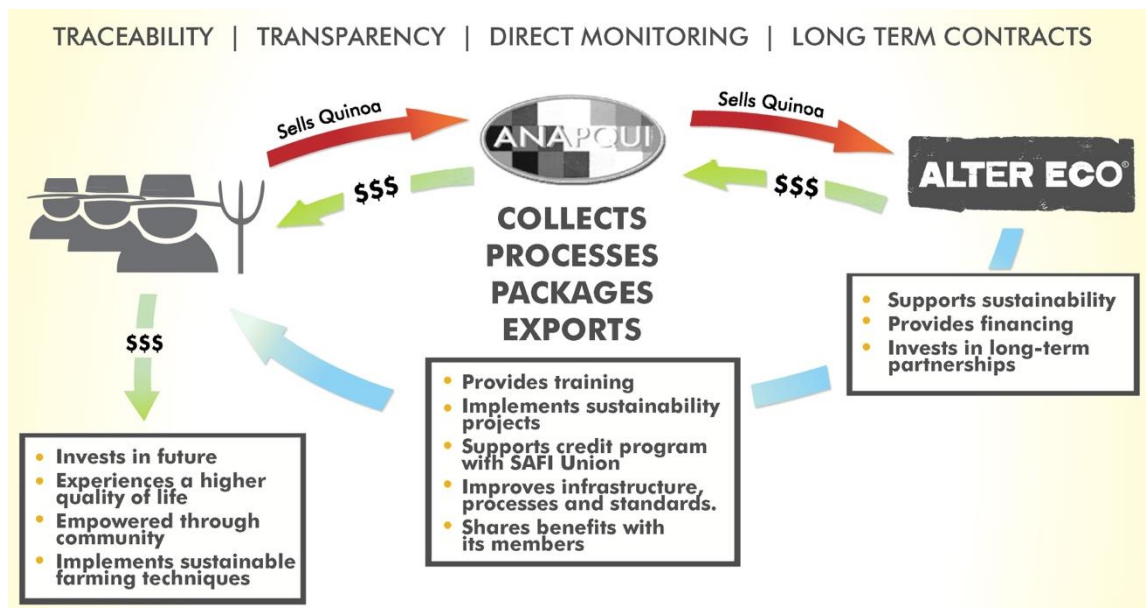 TRACEABILITY | TRANSPARENCY | DIRECT MONITORING | LONG TERM CONTRACTS
Sells Quinoa
ANAPQUI
Sells Quinoa
ALTER ECO®
$$$
$$$
COLLECTS
PROCESSES
PACKAGES
EXPORTS
$$$
• Supports sustainability
• Provides financing
• Invests in long-term
partnerships
• Provides training
• Implements sustainability
projects
• Supports credit program
with SAFI Union
• Improves infrastructure,
processes and standards.
• Shares benefits with
its members
• Invests in future
• Experiences a higher
quality of life
• Empowered through
community
• Implements sustainable
farming techniques